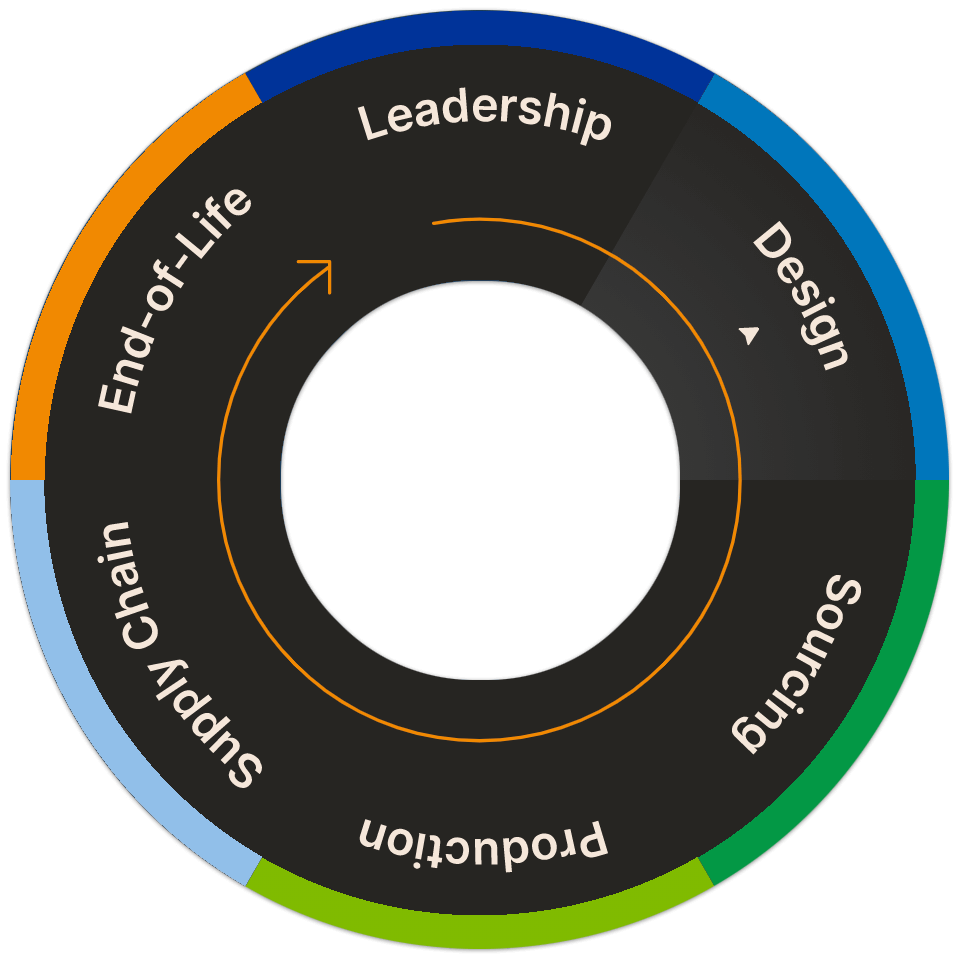 Leadership
Design
Sourcing
Production
Supply Chain
End-of-Life